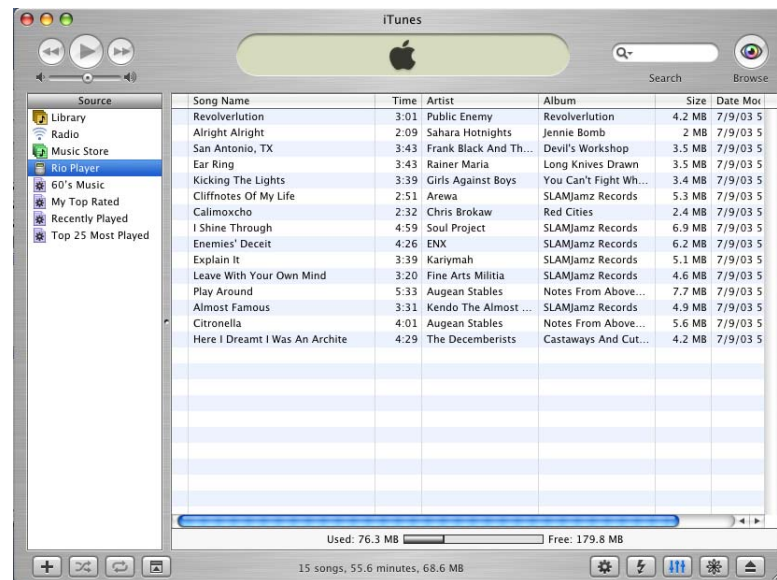 iTunes
Search
Browse
Source
Library
Radio
Music Store
Rio Player
60's Music
My Top Rated
Recently Played
Top 25 Most Played
Song Name Time Artist Album Size Date Moc
Revolverlution 3:01 Public Enemy Revolverlution 4.2 MB 7/9/03 5
Alright Alright 2:09 Sahara Hotnights Jennie Bomb 2 MB 7/9/03 5
San Antonio, TX 3:43 Frank Black And Th... Devil's Workshop 3.5 MB 7/9/03 5
Ear Ring 3:43 Rainer Maria Long Knives Drawn 3.5 MB 7/9/03 5
Kicking The Lights 3:39 Girls Against Boys You Can't Fight Wh... 3.4 MB 7/9/03 5
Cliffnotes Of My Life 2:51 Arewa SLAMJamz Records 5.3 MB 7/9/03 5
Calimoxcho 2:32 Chris Brokaw Red Cities 2.4 MB 7/9/03 5
I Shine Through 4:59 Soul Project SLAMJamz Records 6.9 MB 7/9/03 5
Enemies' Deceit 4:26 ENX SLAMJamz Records 6.2 MB 7/9/03 5
Explain It 3:39 Kariymah SLAMJamz Records 5.1 MB 7/9/03 5
Leave With Your Own Mind 3:20 Fine Arts Militia SLAMJamz Records 4.6 MB 7/9/03 5
Play Around 5:33 Augean Stables Notes From Above... 7.7 MB 7/9/03 5
Almost Famous 3:31 Kendo The Almost ... SLAMJamz Records 4.9 MB 7/9/03 5
Citronella 4:01 Augean Stables Notes From Above... 5.6 MB 7/9/03 5
Here I Dreamt I Was An Archite 4:29 The Decemberists Castaways And Cut... 4.2 MB 7/9/03 5
Used: 76.3 MB Free: 179.8 MB
15 songs, 55.6 minutes, 68.6 MB